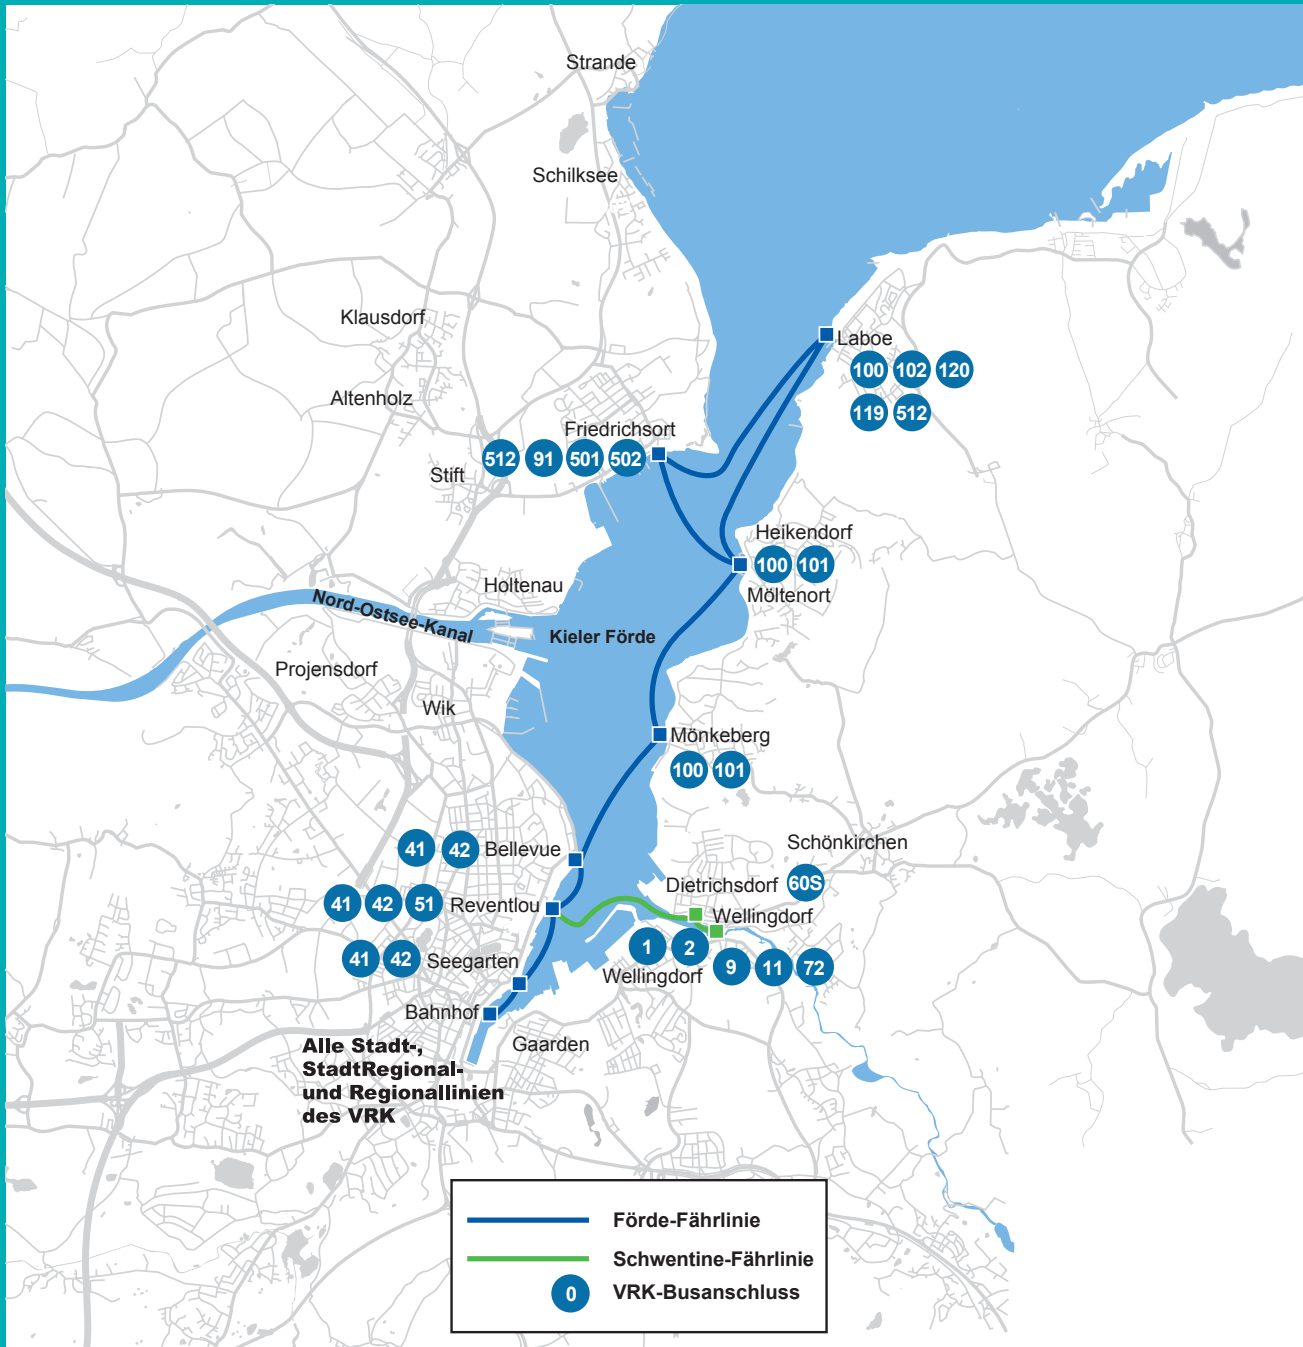 Strande
Schilksee
Klausdorf
Laboe
100 102 120
119 512
Altenholz
Friedrichsort
512 91 501 502
Stift
Heikendorf
100 101
Möltenort
Holtenau
Nord-Ostsee-Kanal
Kieler Förde
Projensdorf
Wik
Mönkeberg
100 101
41 42 Bellevue
Schönkirchen
Dietrichsdorf 60S
41 42 51 Reventlou
Wellingdorf
1 2
9 11 72
Wellingdorf
41 42 Seegarten
Bahnhof
Gaarden
Alle Stadt-,
StadtRegional-
und Regionallinien
des VRK
Förde-Fährlinie
Schwentine-Fährlinie
0 VRK-Busanschluss